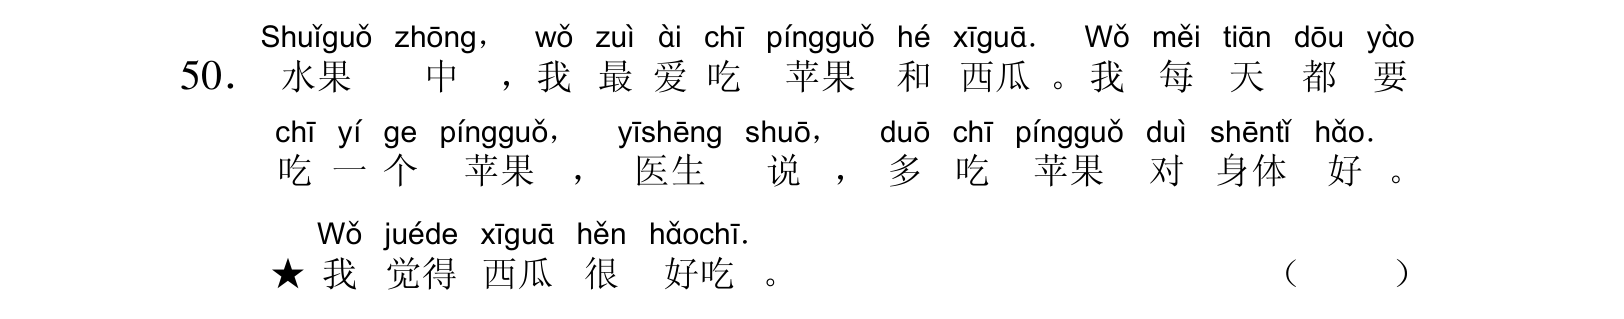 Shuǐguǒ zhōng, wǒ zuì ài chī píngguǒ hé xīguā. Wǒ měi tiān dōu yào
50. 水果 中 ，我 最 爱 吃 苹果 和 西瓜 。我 每 天 都 要
chī yí ge píngguǒ, yīshēng shuō, duō chī píngguǒ duì shēntǐ hǎo.
吃 一 个 苹果 ， 医生 说 ，多 吃 苹果 对 身体 好 。
Wǒ juéde xīguā hěn hǎochī.
★ 我 觉得 西瓜 很 好吃 。 （ ）